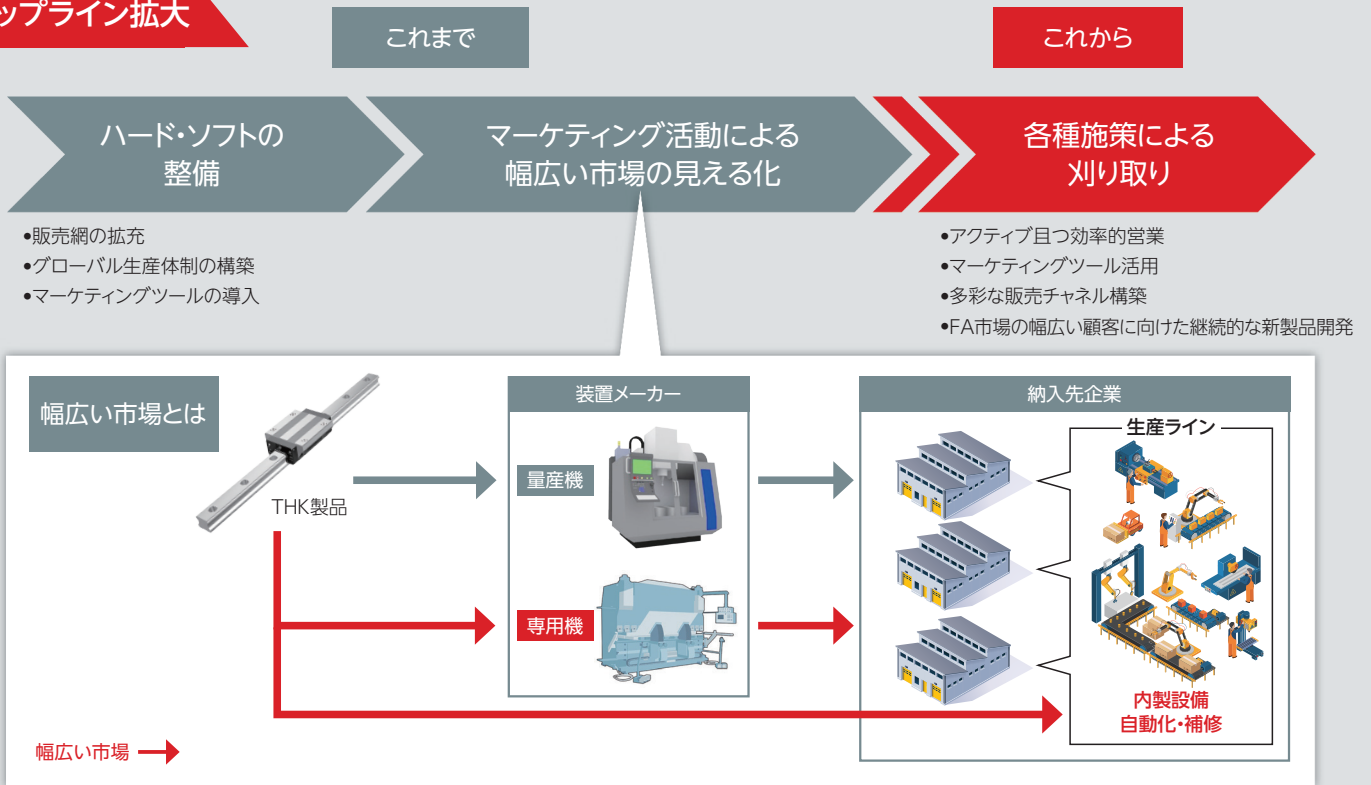 ップライン拡大
これまで
これから
ハード・ソフトの
整備
マーケティング活動による
幅広い市場の見える化
各種施策による
刈り取り
●販売網の拡充
●グローバル生産体制の構築
●マーケティングツールの導入
●アクティブ且つ効率的営業
●マーケティングツール活用
●多彩な販売チャネル構築
●FA市場の幅広い顧客に向けた継続的な新製品開発
幅広い市場とは
THK製品
装置メーカー
量産機
専用機
納入先企業
生産ライン
内製設備
自動化・補修
幅広い市場